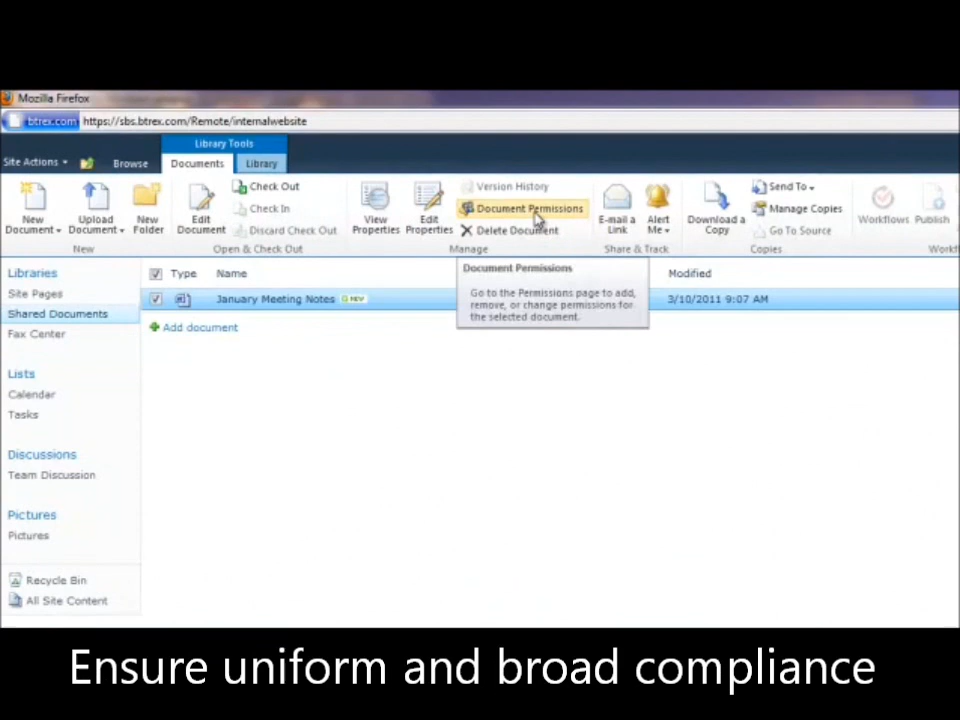 Mozilla Firefox
btrex.com https://sbs.btrex.com/Remote/internalwebsite
Library Tools
Site Actions Browse Documents Library
New Document
Upload Document
New Folder
Edit Document
Check Out
Check In
Discard Check Out
View Properties
Edit Properties
Version History
Document Permissions
Delete Document
E-mail a Link
Alert Me
Download a Copy
Send To
Manage Copies
Go To Source
Workflows
Publish
New
Open & Check Out
Manage
Share & Track
Copies
Workf
Libraries
Site Pages
Shared Documents
Fax Center
Lists
Calendar
Tasks
Discussions
Team Discussion
Pictures
Pictures
Recycle Bin
All Site Content
Type Name Modified
January Meeting Notes NEW 3/10/2011 9:07 AM
Add document
Document Permissions
Go to the Permissions page to add,
remove, or change permissions for
the selected document.
Ensure uniform and broad compliance